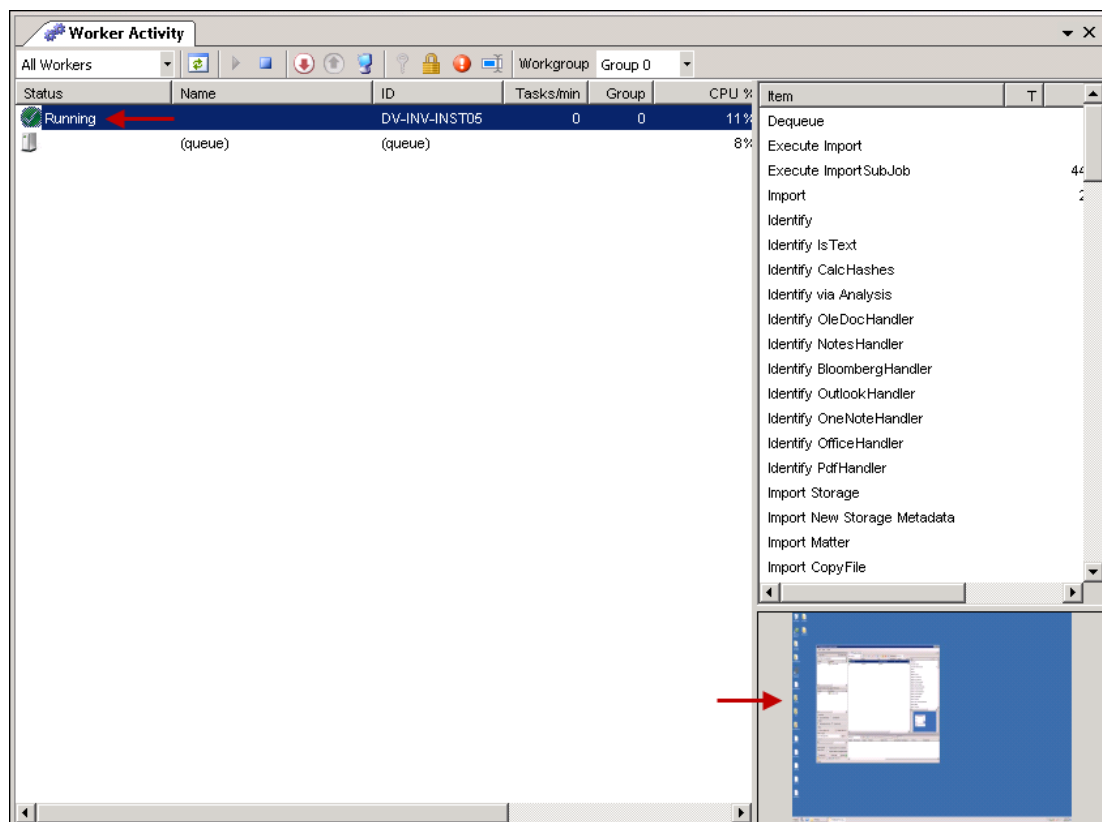 Worker Activity
All Workers Workgroup Group 0
Status Name ID Tasks/min Group CPU %
Running DV-INV-INST05 0 0 11%
(queue) (queue) 8%
Item T
Dequeue
Execute Import
Execute ImportSubJob 44
Import 2
Identify
Identify IsText
Identify CalcHashes
Identify via Analysis
Identify OleDocHandler
Identify NotesHandler
Identify BloombergHandler
Identify OutlookHandler
Identify OneNoteHandler
Identify OfficeHandler
Identify PdfHandler
Import Storage
Import New Storage Metadata
Import Matter
Import CopyFile